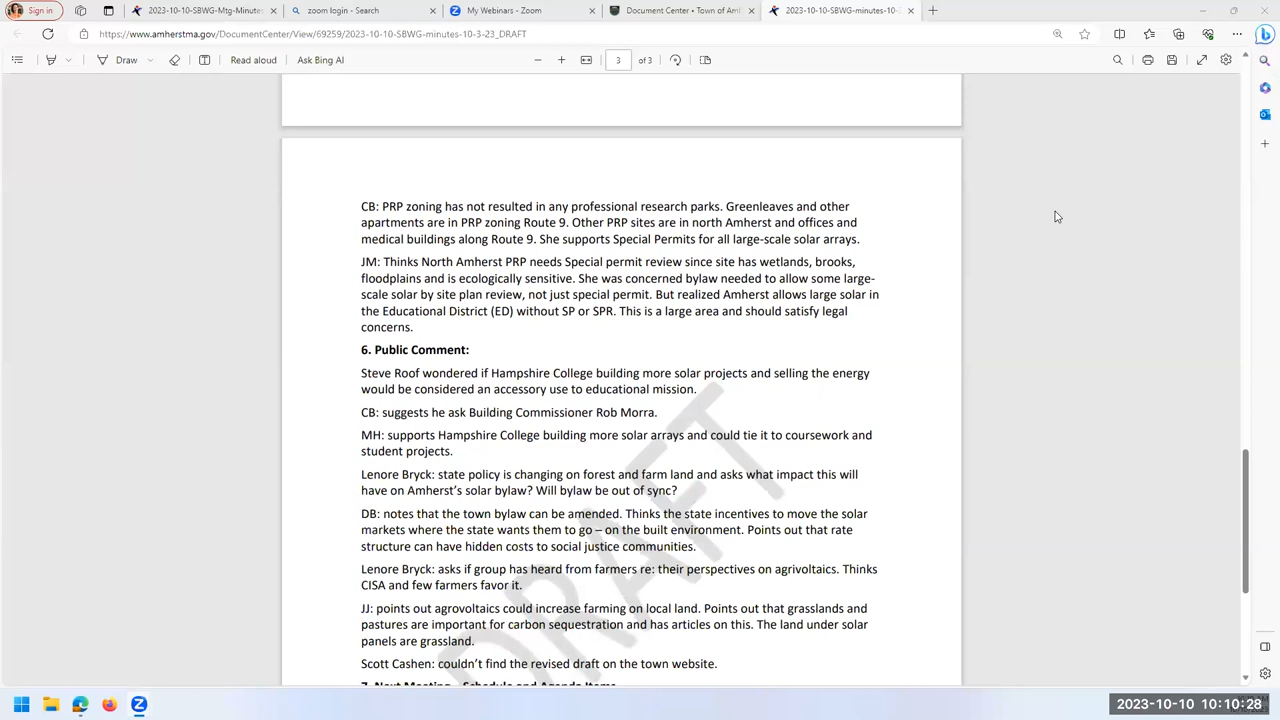 Sign in
2023-10-10-SBWG-Mtg-Minutes
zoom login - Search
My Webinars - Zoom
Document Center • Town of Am
2023-10-10-SBWG-minutes-10-
https://www.amherstma.gov/DocumentCenter/View/69259/2023-10-10-SBWG-minutes-10-3-23_DRAFT
Draw
Read aloud
Ask Bing AI
3 of 3
CB: PRP zoning has not resulted in any professional research parks. Greenleaves and other
apartments are in PRP zoning Route 9. Other PRP sites are in north Amherst and offices and
medical buildings along Route 9. She supports Special Permits for all large-scale solar arrays.
JM: Thinks North Amherst PRP needs Special permit review since site has wetlands, brooks,
floodplains and is ecologically sensitive. She was concerned bylaw needed to allow some large-
scale solar by site plan review, not just special permit. But realized Amherst allows large solar in
the Educational District (ED) without SP or SPR. This is a large area and should satisfy legal
concerns.
6. Public Comment:
Steve Roof wondered if Hampshire College building more solar projects and selling the energy
would be considered an accessory use to educational mission.
CB: suggests he ask Building Commissioner Rob Morra.
MH: supports Hampshire College building more solar arrays and could tie it to coursework and
student projects.
Lenore Bryck: state policy is changing on forest and farm land and asks what impact this will
have on Amherst's solar bylaw? Will bylaw be out of sync?
DB: notes that the town bylaw can be amended. Thinks the state incentives to move the solar
markets where the state wants them to go – on the built environment. Points out that rate
structure can have hidden costs to social justice communities.
Lenore Bryck: asks if group has heard from farmers re: their perspectives on agrivoltaics. Thinks
CISA and few farmers favor it.
JJ: points out agrovoltaics could increase farming on local land. Points out that grasslands and
pastures are important for carbon sequestration and has articles on this. The land under solar
panels are grassland.
Scott Cashen: couldn't find the revised draft on the town website.
7. Next Meeting – Schedule and Agenda Items
DRAFT
2023-10-10 10:10:28